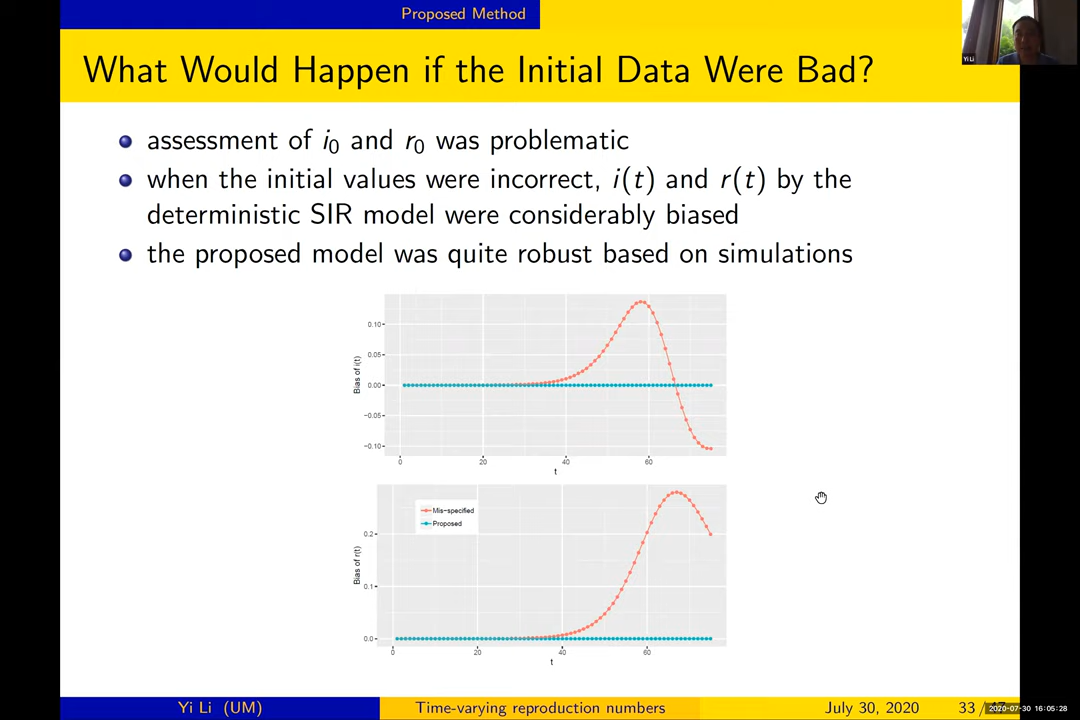 Proposed Method
Yi Li
What Would Happen if the Initial Data Were Bad?
assessment of i0 and r0 was problematic
when the initial values were incorrect, i(t) and r(t) by the
deterministic SIR model were considerably biased
the proposed model was quite robust based on simulations
Bias of i(t)
0.10
0.05
0.00
−0.05
−0.10
0 20 40 60
t
Bias of r(t)
Mis−specified
Proposed
0.2
0.1
0.0
0 20 40 60
t
Yi Li (UM) Time-varying reproduction numbers July 30, 2020 33 /
2020-07-30 16:05:28